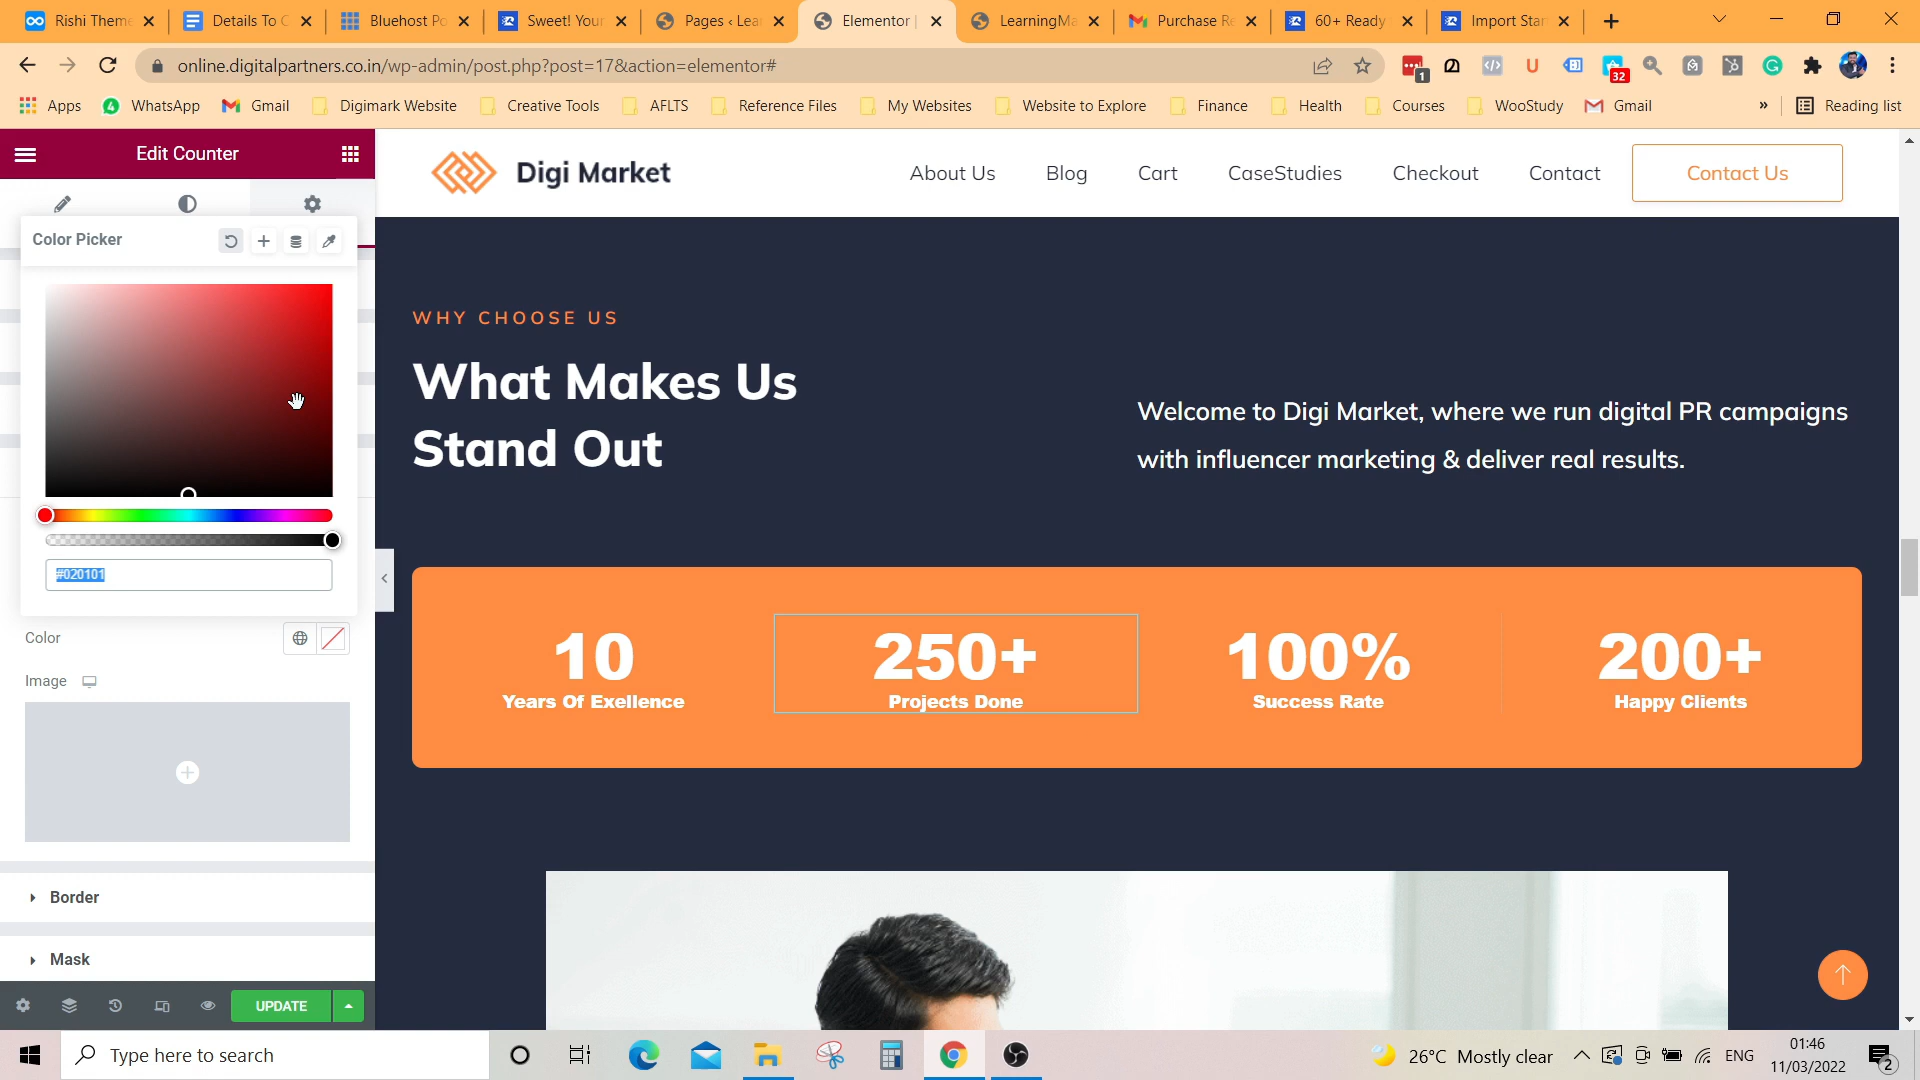 Rishi Theme
Details To C
Bluehost Po
Sweet! Your
Pages ‹ Lea
Elementor |
LearningMa
Purchase Re
60+ Ready
Import Star
online.digitalpartners.co.in/wp-admin/post.php?post=17&action=elementor#
1
32
Apps
WhatsApp
Gmail
Digimark Website
Creative Tools
AFLTS
Reference Files
My Websites
Website to Explore
Finance
Health
Courses
WooStudy
Gmail
»
Reading list
Edit Counter
Digi Market
About Us
Blog
Cart
CaseStudies
Checkout
Contact
Contact Us
Color Picker
#020101
Color
Image
Border
Mask
UPDATE
WHY CHOOSE US
What Makes Us
Stand Out
Welcome to Digi Market, where we run digital PR campaigns
with influencer marketing & deliver real results.
10
Years Of Exellence
250+
Projects Done
100%
Success Rate
200+
Happy Clients
Type here to search
26°C Mostly clear
ENG
01:46
11/03/2022
2